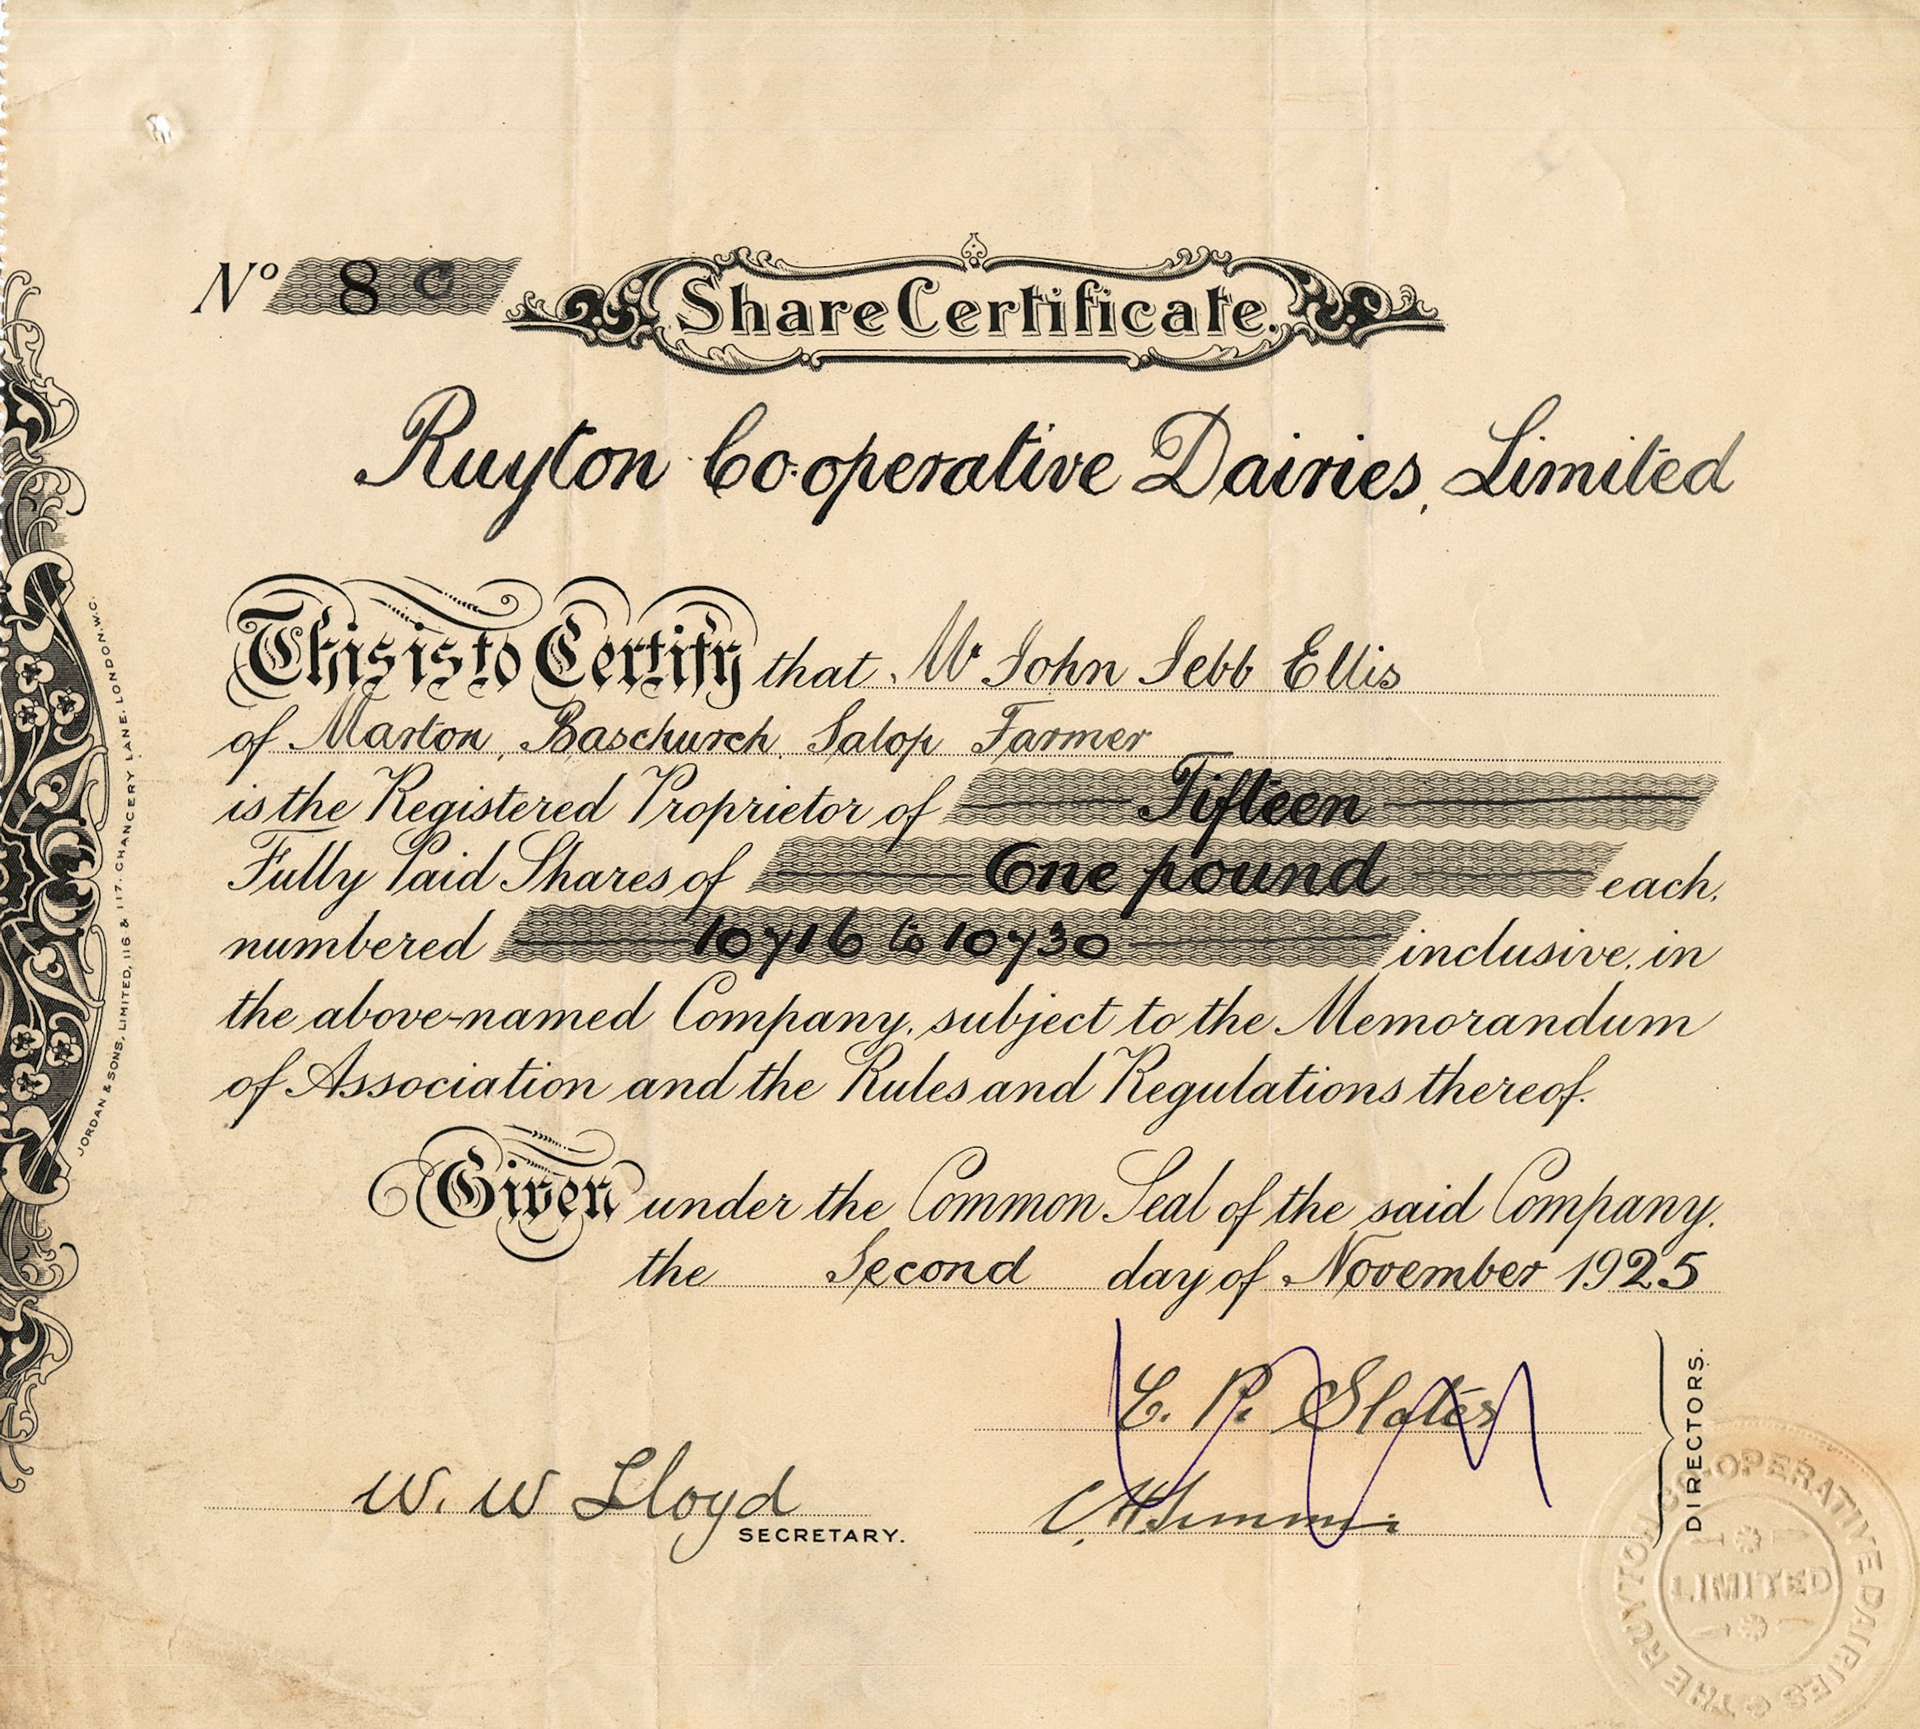 Nº 8 C
Share Certificate.
Ruyton Co-operative Dairies, Limited
This is to Certify that Mr John Jebb Ellis
of Marton, Baschurch, Salop Farmer
is the Registered Proprietor of Fifteen
Fully Paid Shares of One pound each,
numbered 10716 to 10730 inclusive, in
the above-named Company, subject to the Memorandum
of Association and the Rules and Regulations thereof.
Given under the Common Seal of the said Company,
the Second day of November 1925
W. W Lloyd
SECRETARY.
DIRECTORS.
JORDAN & SONS, LIMITED, 116 & 117, CHANCERY LANE, LONDON, W.C.
THE RUYTON CO-OPERATIVE DAIRIES
LIMITED